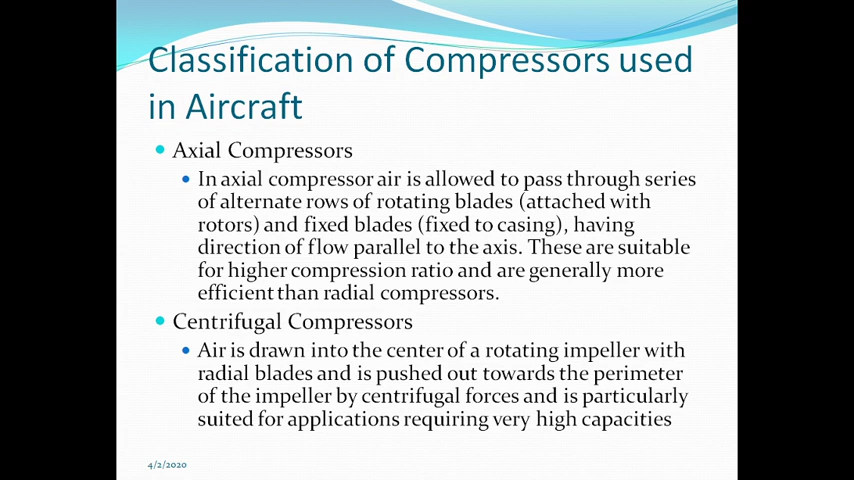 Classification of Compressors used
in Aircraft
Axial Compressors
In axial compressor air is allowed to pass through series
of alternate rows of rotating blades (attached with
rotors) and fixed blades (fixed to casing), having
direction of flow parallel to the axis. These are suitable
for higher compression ratio and are generally more
efficient than radial compressors.
Centrifugal Compressors
Air is drawn into the center of a rotating impeller with
radial blades and is pushed out towards the perimeter
of the impeller by centrifugal forces and is particularly
suited for applications requiring very high capacities
4/2/2020